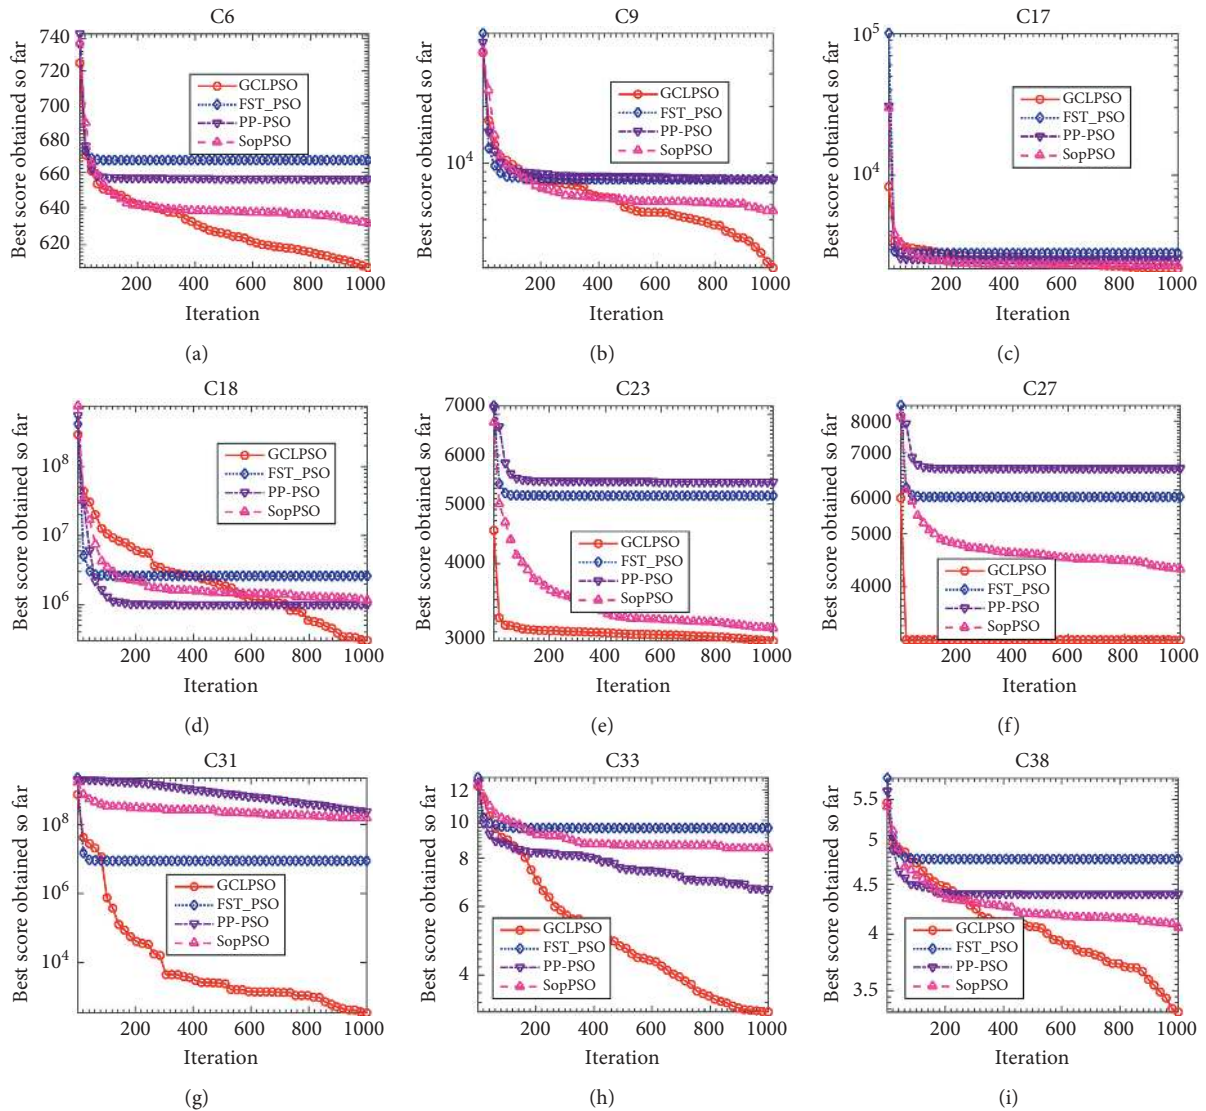 C6
Best score obtained so far
740
720
700
680
660
640
620
GCLPSO
FST_PSO
PP-PSO
SopPSO
200 400 600 800 1000
Iteration
(a)
C9
Best score obtained so far
10^4
GCLPSO
FST_PSO
PP-PSO
SopPSO
200 400 600 800 1000
Iteration
(b)
C17
Best score obtained so far
10^5
10^4
GCLPSO
FST_PSO
PP-PSO
SopPSO
200 400 600 800 1000
Iteration
(c)
C18
Best score obtained so far
10^8
10^7
10^6
GCLPSO
FST_PSO
PP-PSO
SopPSO
200 400 600 800 1000
Iteration
(d)
C23
Best score obtained so far
7000
6000
5000
4000
3000
GCLPSO
FST_PSO
PP-PSO
SopPSO
200 400 600 800 1000
Iteration
(e)
C27
Best score obtained so far
8000
7000
6000
5000
4000
GCLPSO
FST_PSO
PP-PSO
SopPSO
200 400 600 800 1000
Iteration
(f)
C31
Best score obtained so far
10^8
10^6
10^4
GCLPSO
FST_PSO
PP-PSO
SopPSO
200 400 600 800 1000
Iteration
(g)
C33
Best score obtained so far
12
10
8
6
4
GCLPSO
FST_PSO
PP-PSO
SopPSO
200 400 600 800 1000
Iteration
(h)
C38
Best score obtained so far
5.5
5
4.5
4
3.5
GCLPSO
FST_PSO
PP-PSO
SopPSO
200 400 600 800 1000
Iteration
(i)